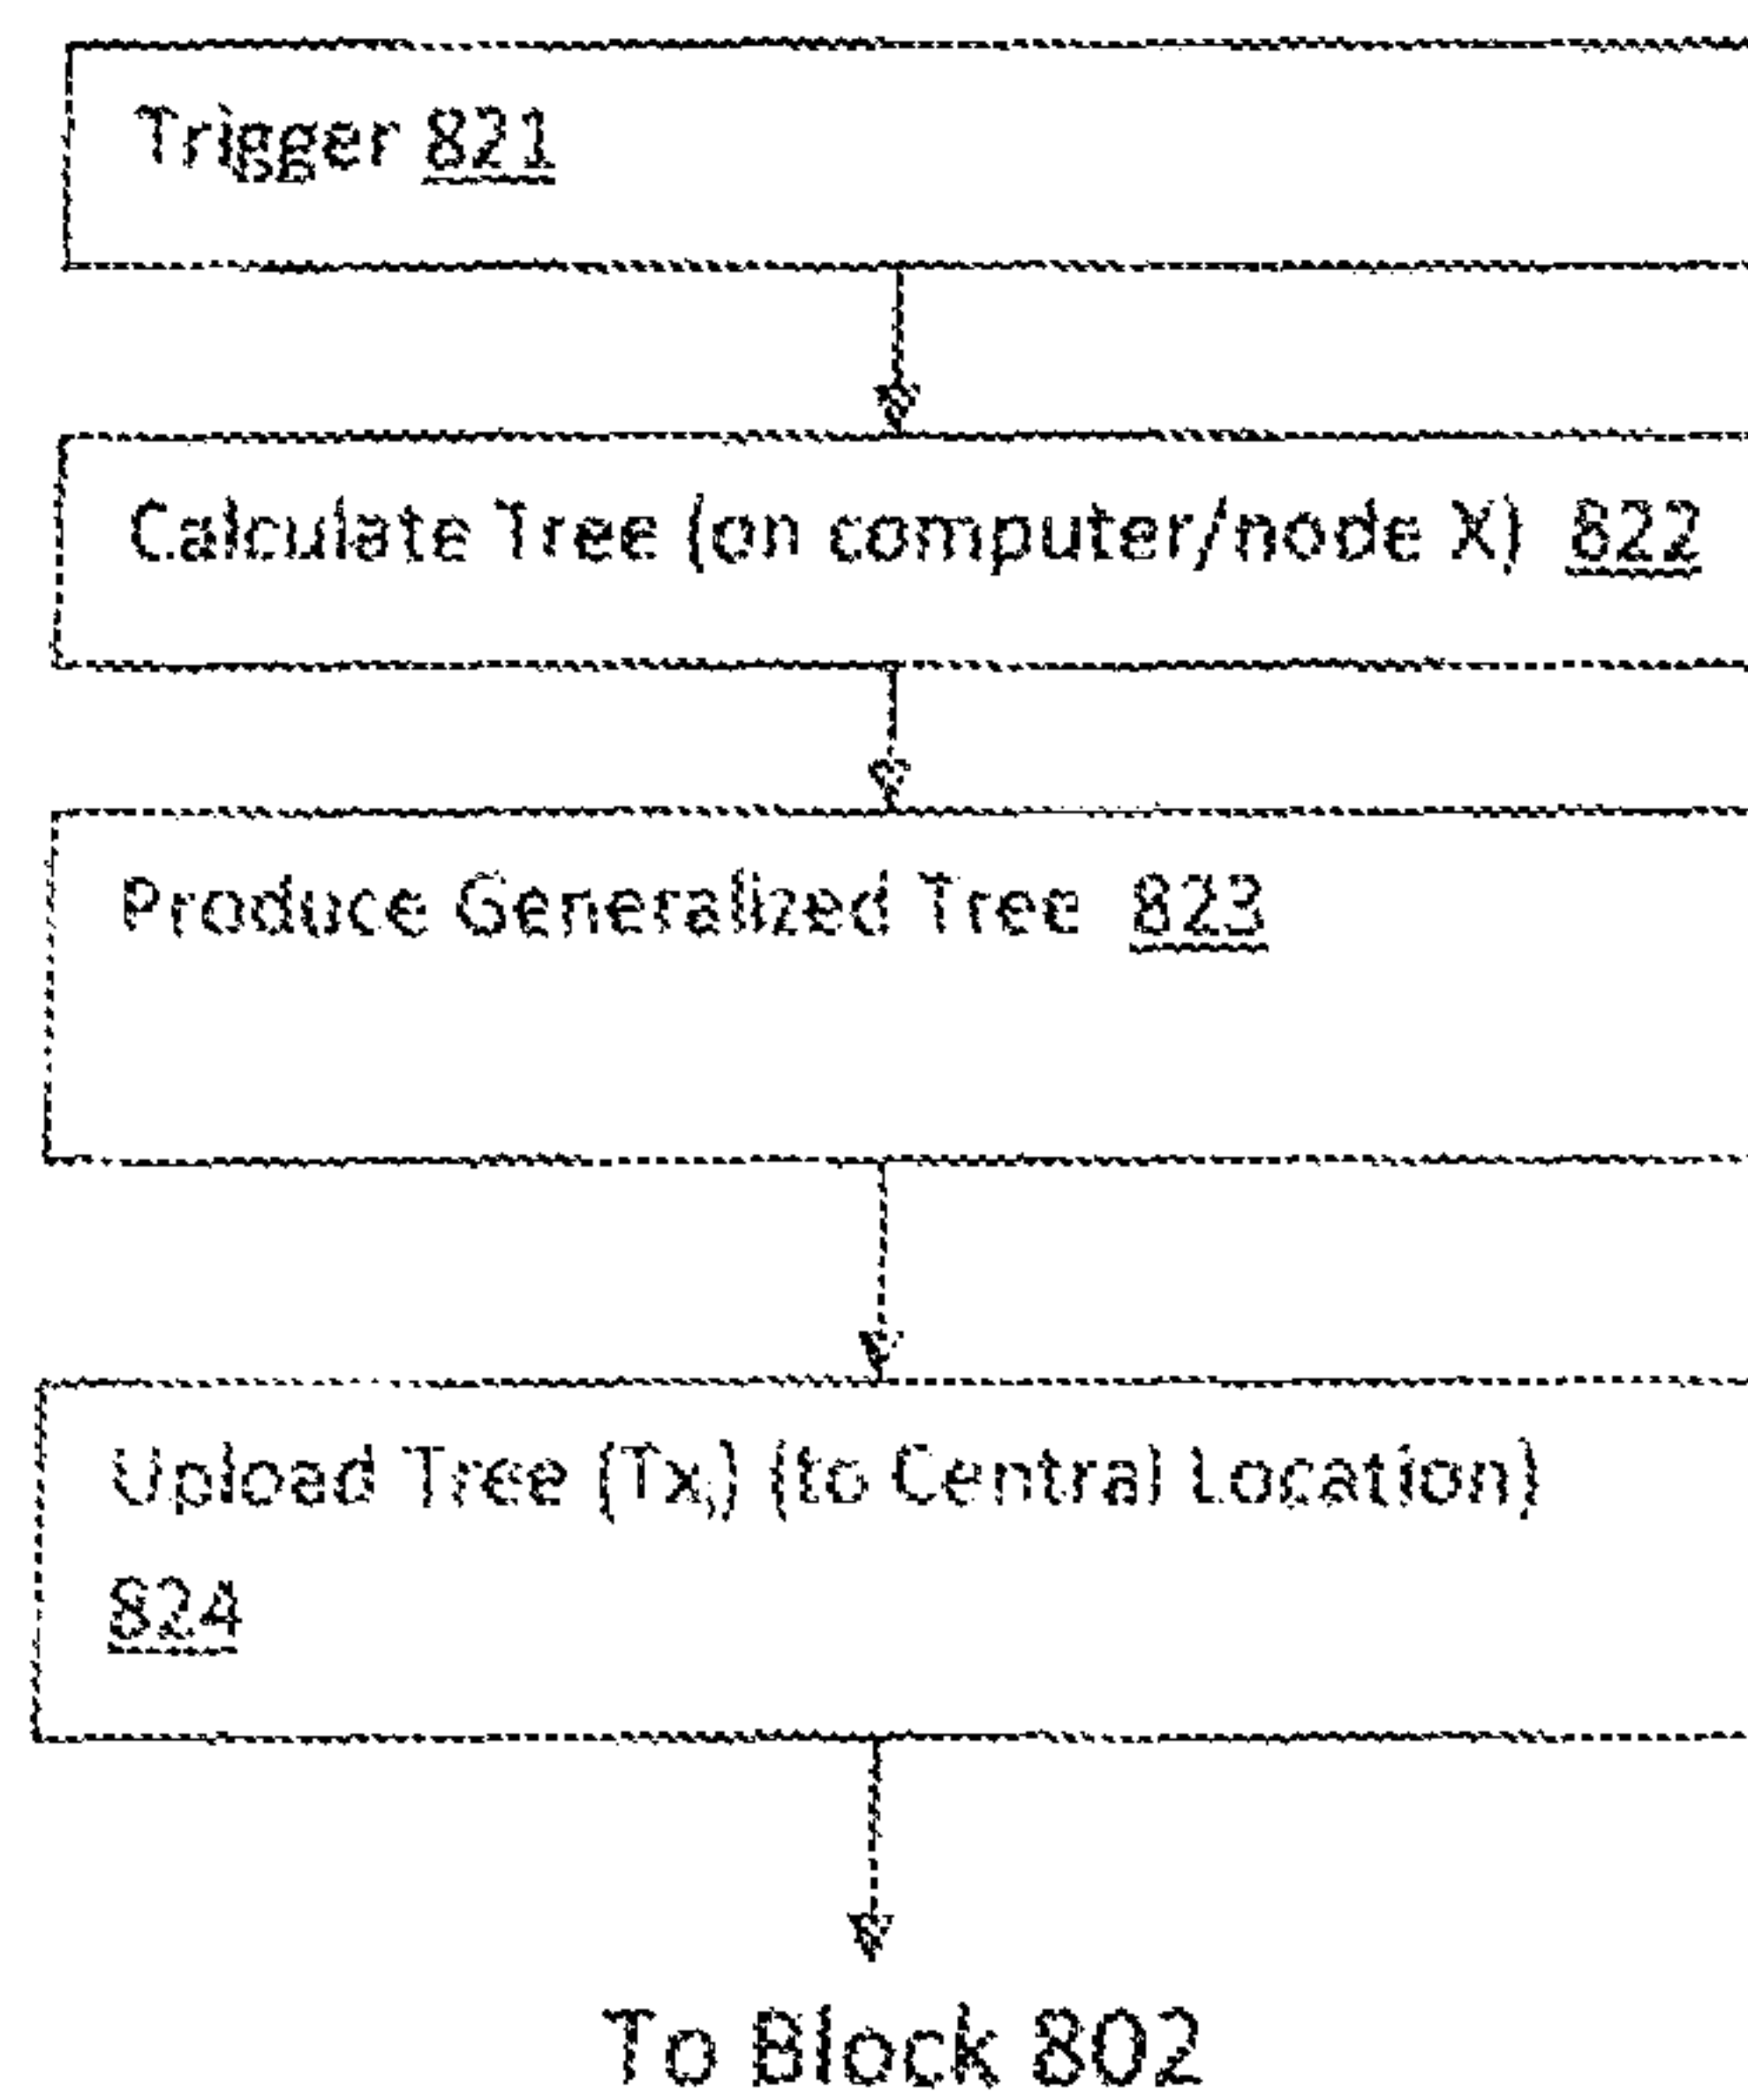 Trigger 821
Calculate Tree (on computer/node X) 822
Produce Generalized Tree 823
Upload Tree (Tx,) (to Central Location)
824
To Block 802